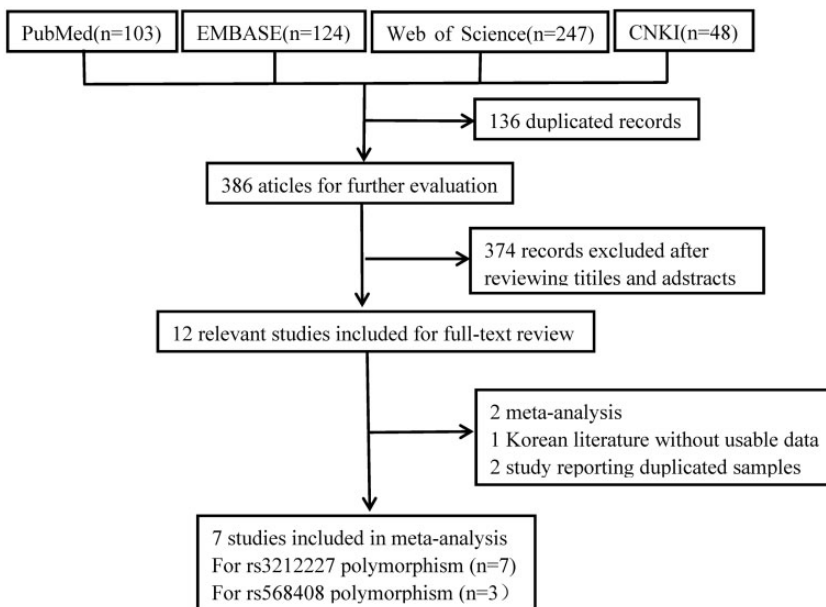 PubMed(n=103)
EMBASE(n=124)
Web of Science(n=247)
CNKI(n=48)
136 duplicated records
386 aticles for further evaluation
374 records excluded after
reviewing titiles and adstracts
12 relevant studies included for full-text review
2 meta-analysis
1 Korean literature without usable data
2 study reporting duplicated samples
7 studies included in meta-analysis
For rs3212227 polymorphism (n=7)
For rs568408 polymorphism (n=3）